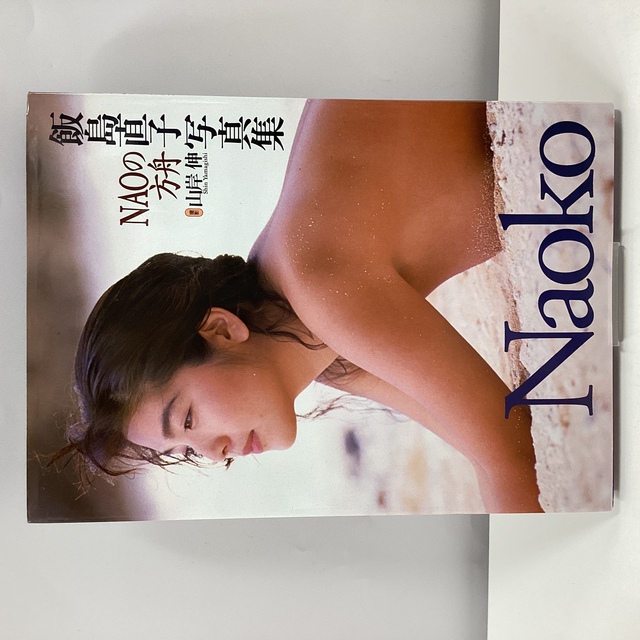 飯島直子写真集
NAOの
方舟
撮影 山岸 伸
Shin Yamagishi
Naoko